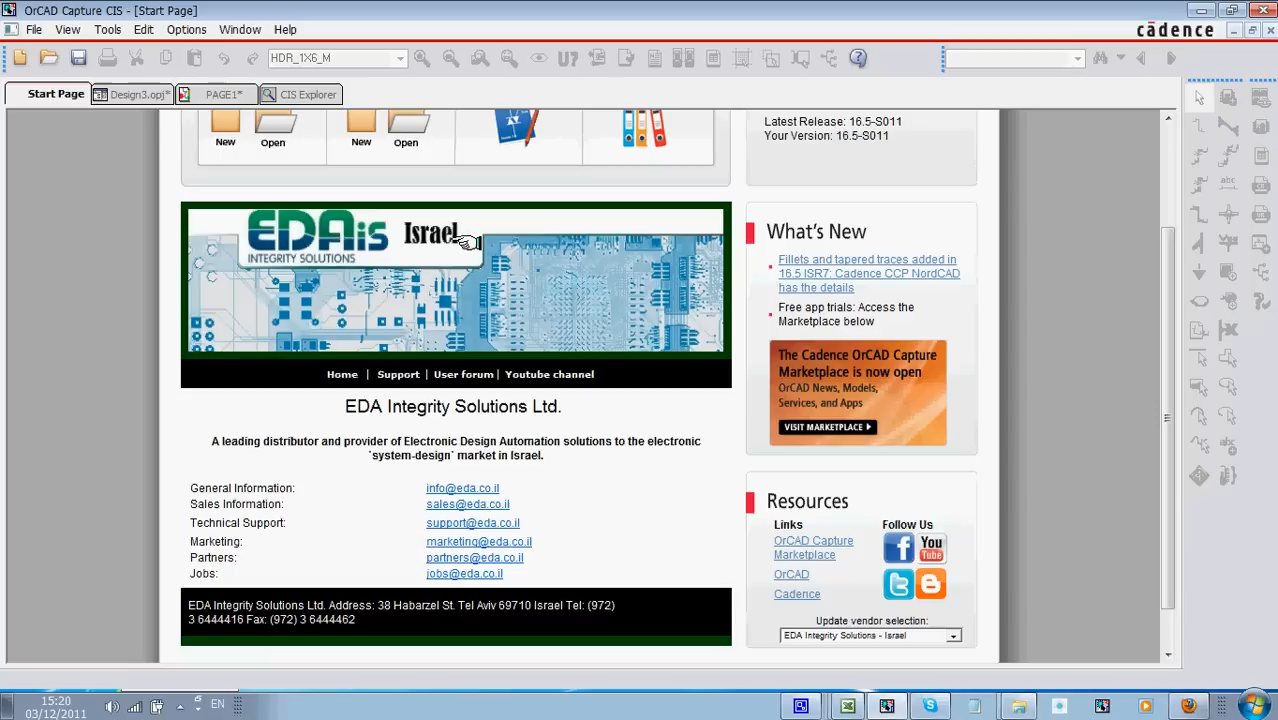 OrCAD Capture CIS - [Start Page]
File View Tools Edit Options Window Help
cādence
HDR_1X6_M
U?
Start Page
Design3.opj*
PAGE1*
CIS Explorer
New Open New Open
Latest Release: 16.5-S011
Your Version: 16.5-S011
EDAis Israel
INTEGRITY SOLUTIONS
Home | Support | User forum | Youtube channel
EDA Integrity Solutions Ltd.
A leading distributor and provider of Electronic Design Automation solutions to the electronic
`system-design` market in Israel.
General Information: info@eda.co.il
Sales Information: sales@eda.co.il
Technical Support: support@eda.co.il
Marketing: marketing@eda.co.il
Partners: partners@eda.co.il
Jobs: jobs@eda.co.il
EDA Integrity Solutions Ltd. Address: 38 Habarzel St. Tel Aviv 69710 Israel Tel: (972)
3 6444416 Fax: (972) 3 6444462
What's New
Fillets and tapered traces added in
16.5 ISR7: Cadence CCP NordCAD
has the details
Free app trials: Access the
Marketplace below
The Cadence OrCAD Capture
Marketplace is now open
OrCAD News, Models,
Services, and Apps
VISIT MARKETPLACE
Resources
Links Follow Us
OrCAD Capture
Marketplace
You
Tube
OrCAD
Cadence
Update vendor selection:
EDA Integrity Solutions - Israel
15:20
03/12/2011
EN